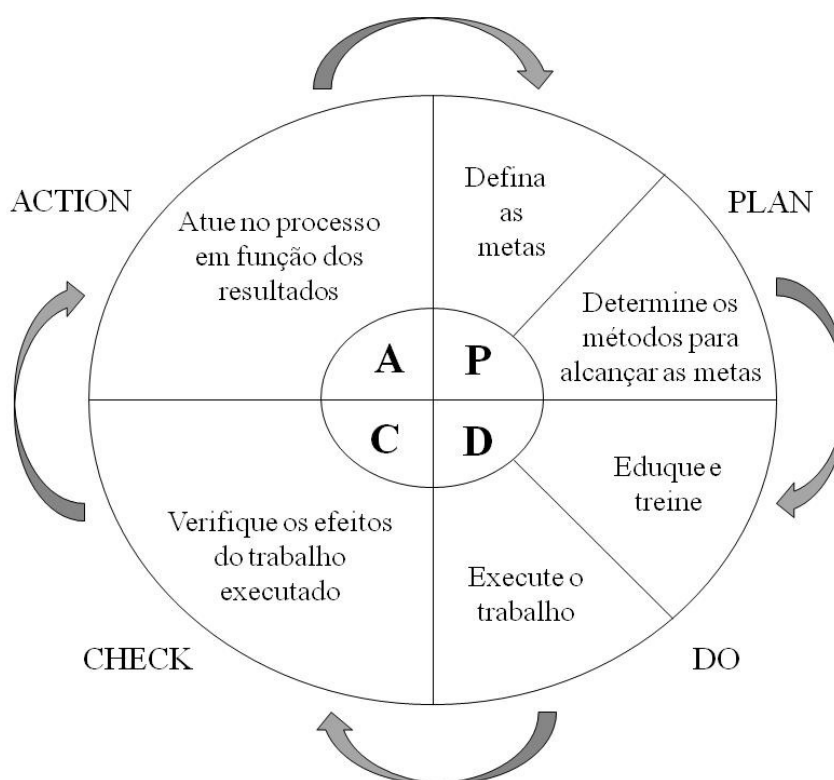 ACTION
Atue no processo
em função dos
resultados
Defina
as
metas
PLAN
Determine os
métodos para
alcançar as metas
A
P
C
D
Eduque e
treine
Verifique os efeitos
do trabalho
executado
Execute o
trabalho
CHECK
DO